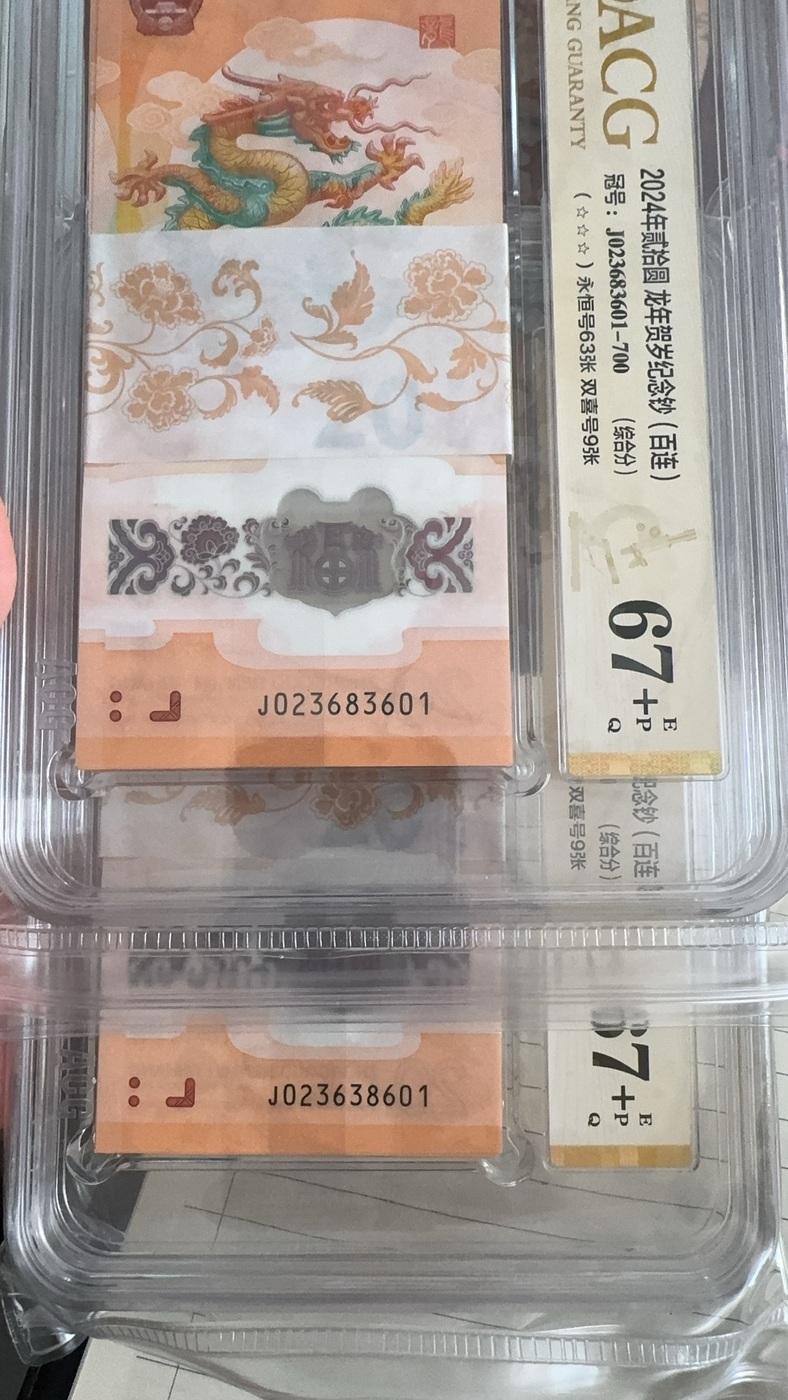 ACG
NG GUARANTY
2024年贰拾圆 龙年贺岁纪念钞（百连）
冠号：J023683601-700 （综合分）
（☆☆☆）永恒号63张 双喜号9张
67+
E
P
Q
J023683601
纪念钞（百连
（综合分）
双喜号9张
67+
E
P
Q
J023638601